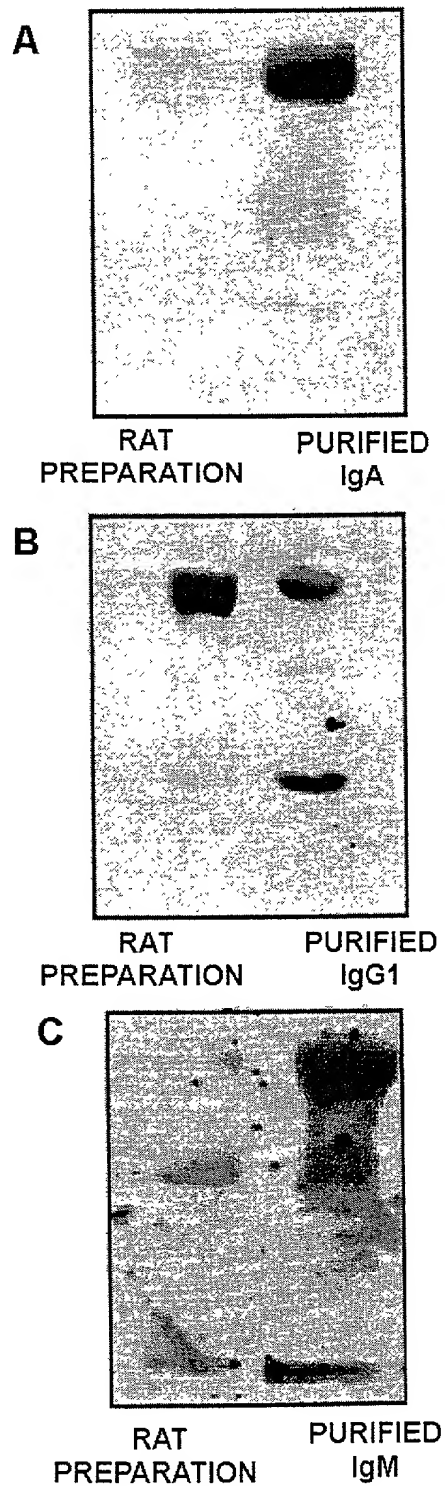 A
RAT PURIFIED
PREPARATION IgA
B
RAT PURIFIED
PREPARATION IgG1
C
RAT PURIFIED
PREPARATION IgM